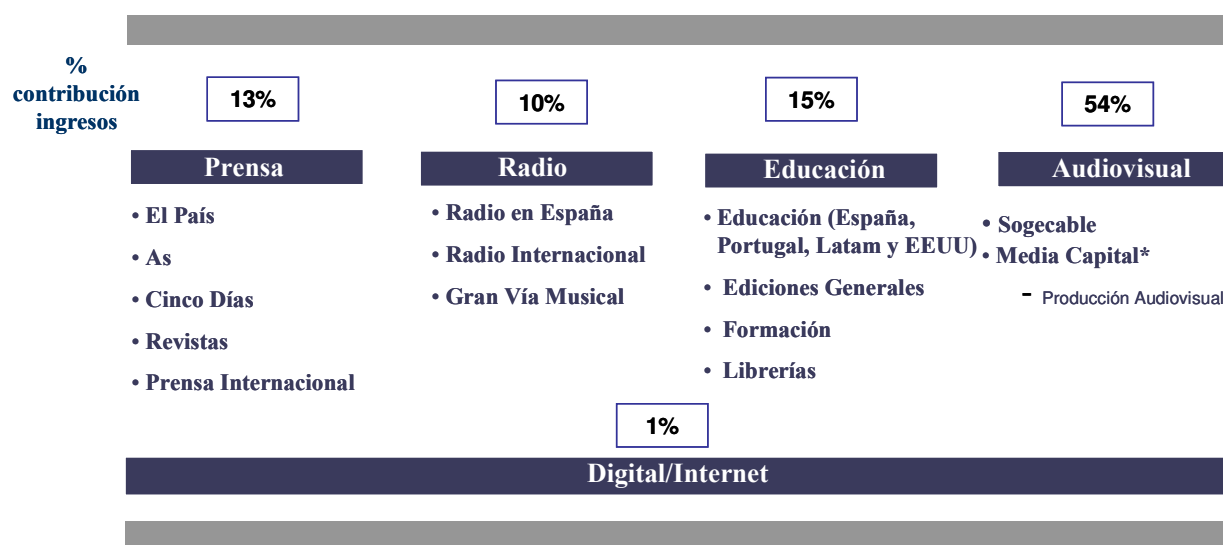 %
contribución
ingresos
13%
10%
15%
54%
Prensa
• El País
• As
• Cinco Días
• Revistas
• Prensa Internacional
Radio
• Radio en España
• Radio Internacional
• Gran Vía Musical
Educación
• Educación (España,
Portugal, Latam y EEUU)
• Ediciones Generales
• Formación
• Librerías
Audiovisual
• Sogecable
• Media Capital*
- Producción Audiovisual
1%
Digital/Internet